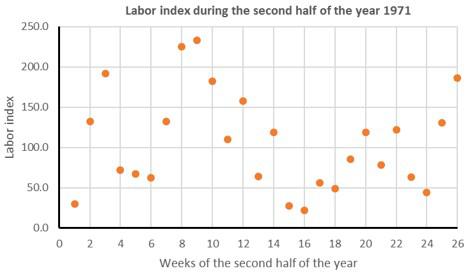 Labor index during the second half of the year 1971
250.0
200.0
150.0
100.0
50.0
0.0
Labor index
0 2 4 6 8 10 12 14 16 18 20 22 24 26
Weeks of the second half of the year